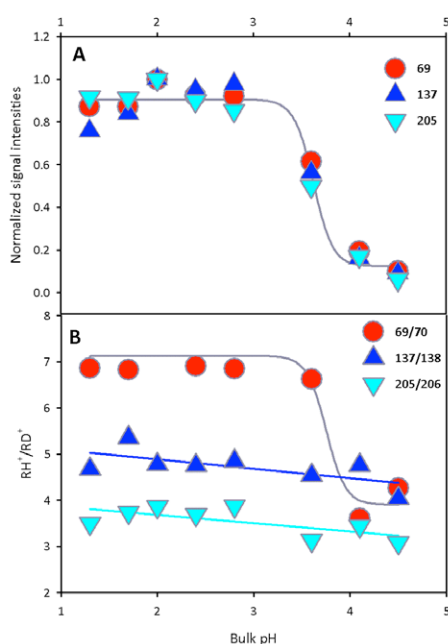 A
69
137
205
Normalized signal intensities
1.2
1.0
0.8
0.6
0.4
0.2
0.0
1 2 3 4 5
B
69/70
137/138
205/206
RH⁺/RD⁺
8
7
6
5
4
3
2
1 2 3 4 5
Bulk pH